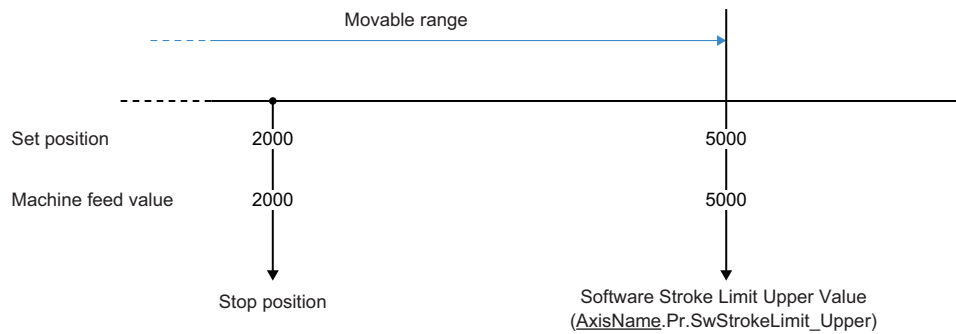 Movable range
Set position 2000 5000
Machine feed value 2000 5000
Stop position
Software Stroke Limit Upper Value
(AxisName.Pr.SwStrokeLimit_Upper)